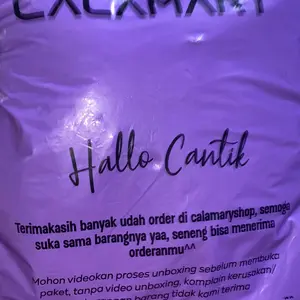 CALAMARY
Hallo Cantik
Terimakasih banyak udah order di calamaryshop, semoga
suka sama barangnya yaa, seneng bisa menerima
orderanmu^^
Mohon videokan proses unboxing sebelum membuka
paket, tanpa video unboxing, komplain kerusakan/
barang tidak kami terima